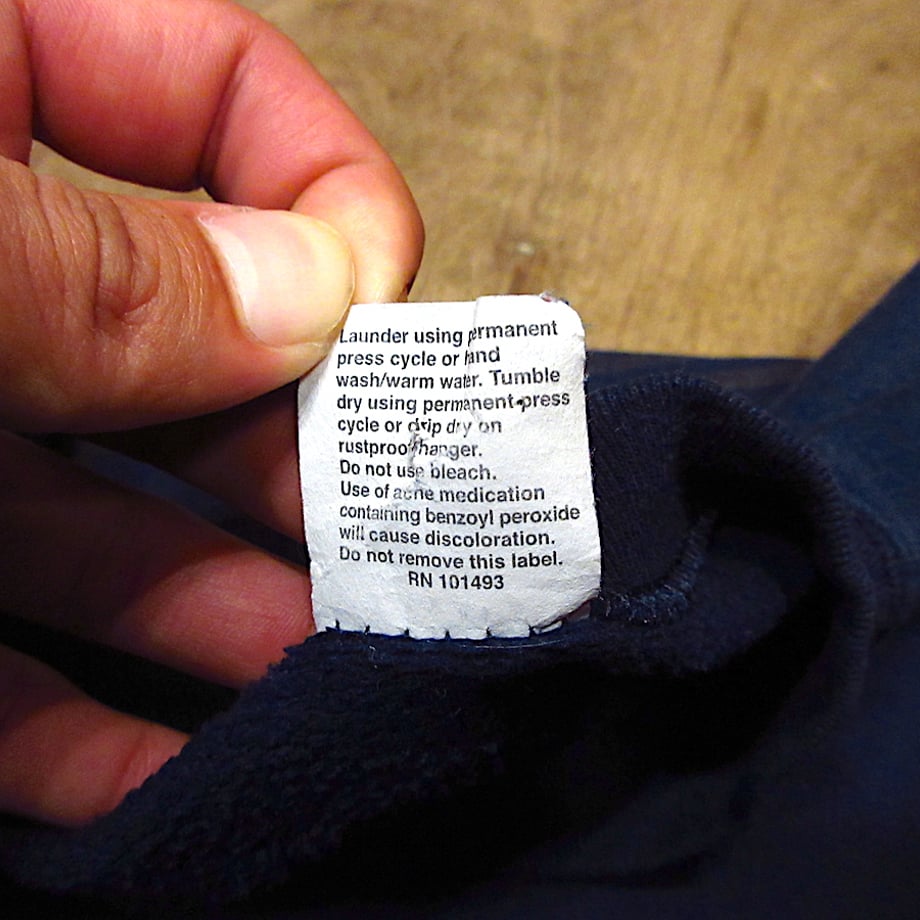 Launder using permanent
press cycle or hand
wash/warm water. Tumble
dry using permanent-press
cycle or drip dry on
rustproof hanger.
Do not use bleach.
Use of acne medication
containing benzoyl peroxide
will cause discoloration.
Do not remove this label.
RN 101493